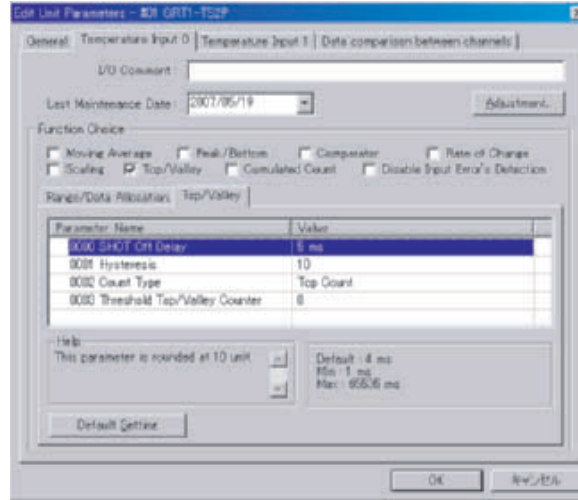 Edit Unit Parameters - #01 GRT1-TS2P
General
Temperature Input 0
Temperature Input 1
Data comparison between channels
I/O Comment :
Last Maintenance Date : 2007/05/19
Adjustment.
Function Choice
Moving Average
Peak/Bottom
Comparator
Rate of Change
Scaling
Top/Valley
Cumulated Count
Disable Input Error's Detection
Range/Data Allocation
Top/Valley
Parameter Name Value
SHOT Off Delay
Hysteresis 10
Count Type Top Count
Threshold Top/Valley Counter
Help
This parameter is rounded at 10 unit
Default : 4 ms
Min : 1 ms
Max : ms
Default Setting
OK
キャンセル